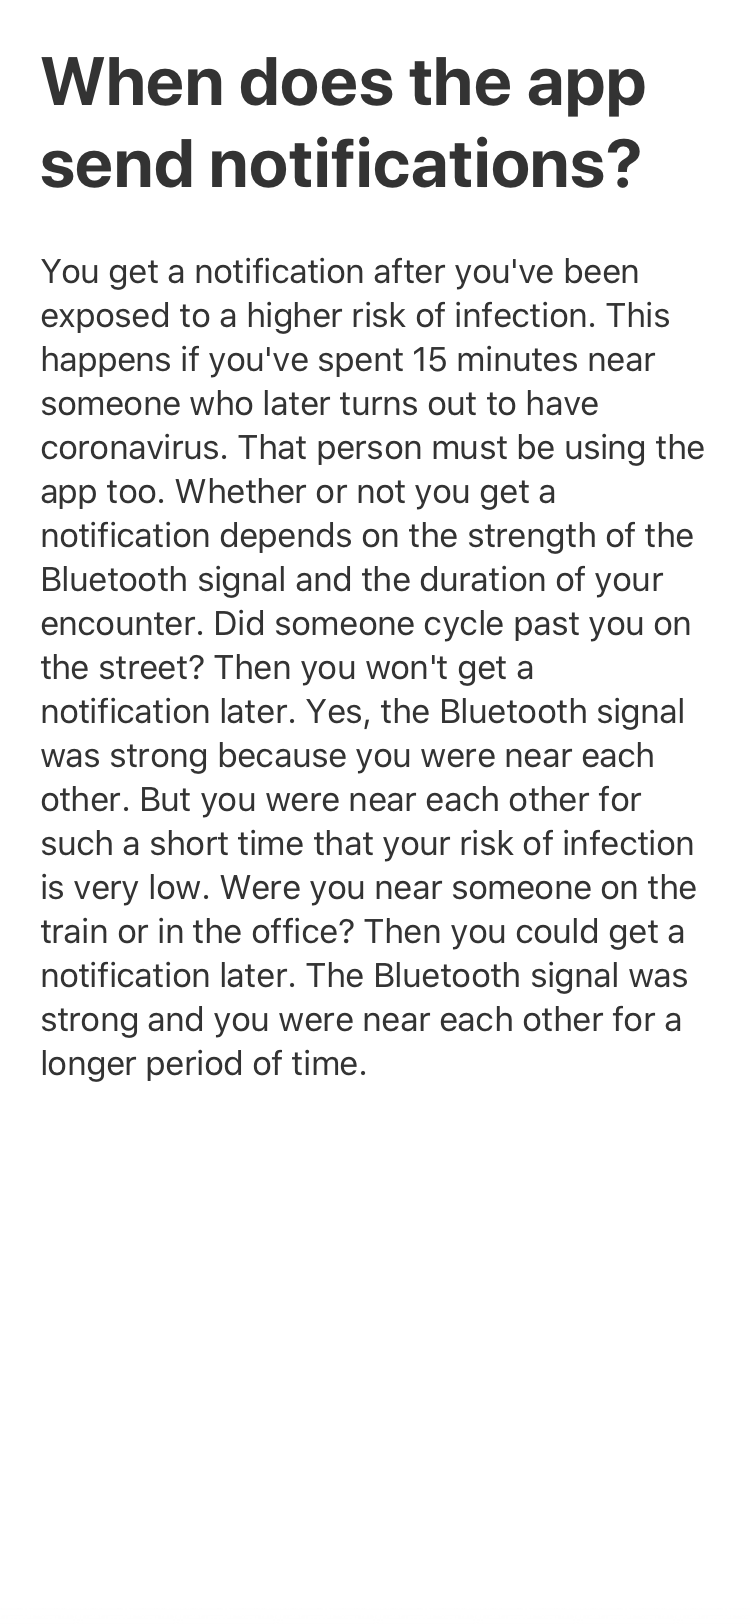 When does the app
send notifications?
You get a notification after you've been
exposed to a higher risk of infection. This
happens if you've spent 15 minutes near
someone who later turns out to have
coronavirus. That person must be using the
app too. Whether or not you get a
notification depends on the strength of the
Bluetooth signal and the duration of your
encounter. Did someone cycle past you on
the street? Then you won't get a
notification later. Yes, the Bluetooth signal
was strong because you were near each
other. But you were near each other for
such a short time that your risk of infection
is very low. Were you near someone on the
train or in the office? Then you could get a
notification later. The Bluetooth signal was
strong and you were near each other for a
longer period of time.